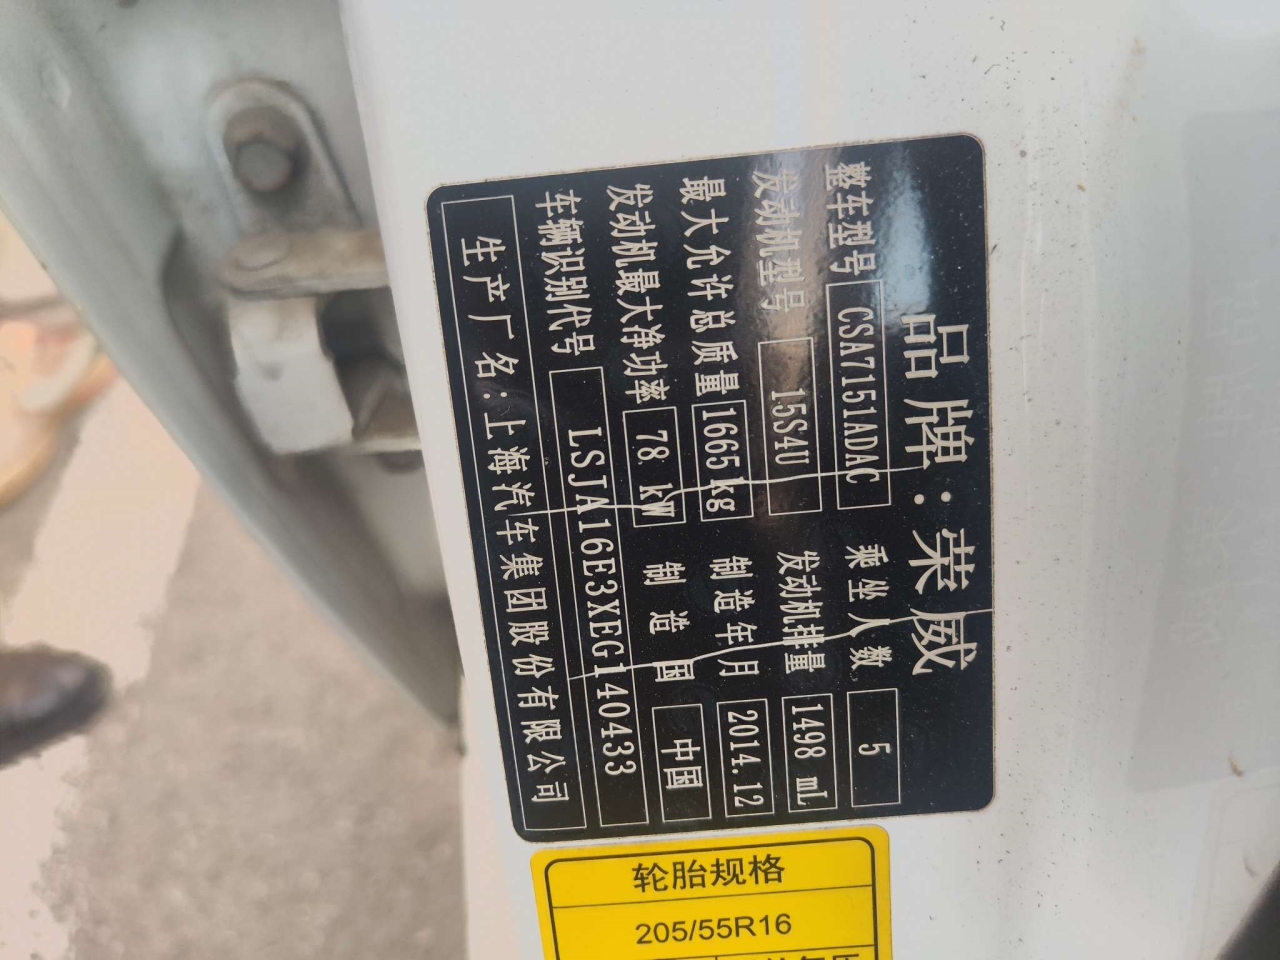 品牌:荣威
整车型号 CSA7151ADAC 乘坐人数 5
发动机型号 15S4U 发动机排量 1498 mL
最大允许总质量 1665kg 制造年月 2014.12
发动机最大净功率 78 kW 制造国 中国
车辆识别代号 LSJA16E3XEG140433
生产厂名:上海汽车集团股份有限公司
轮胎规格
205/55R16